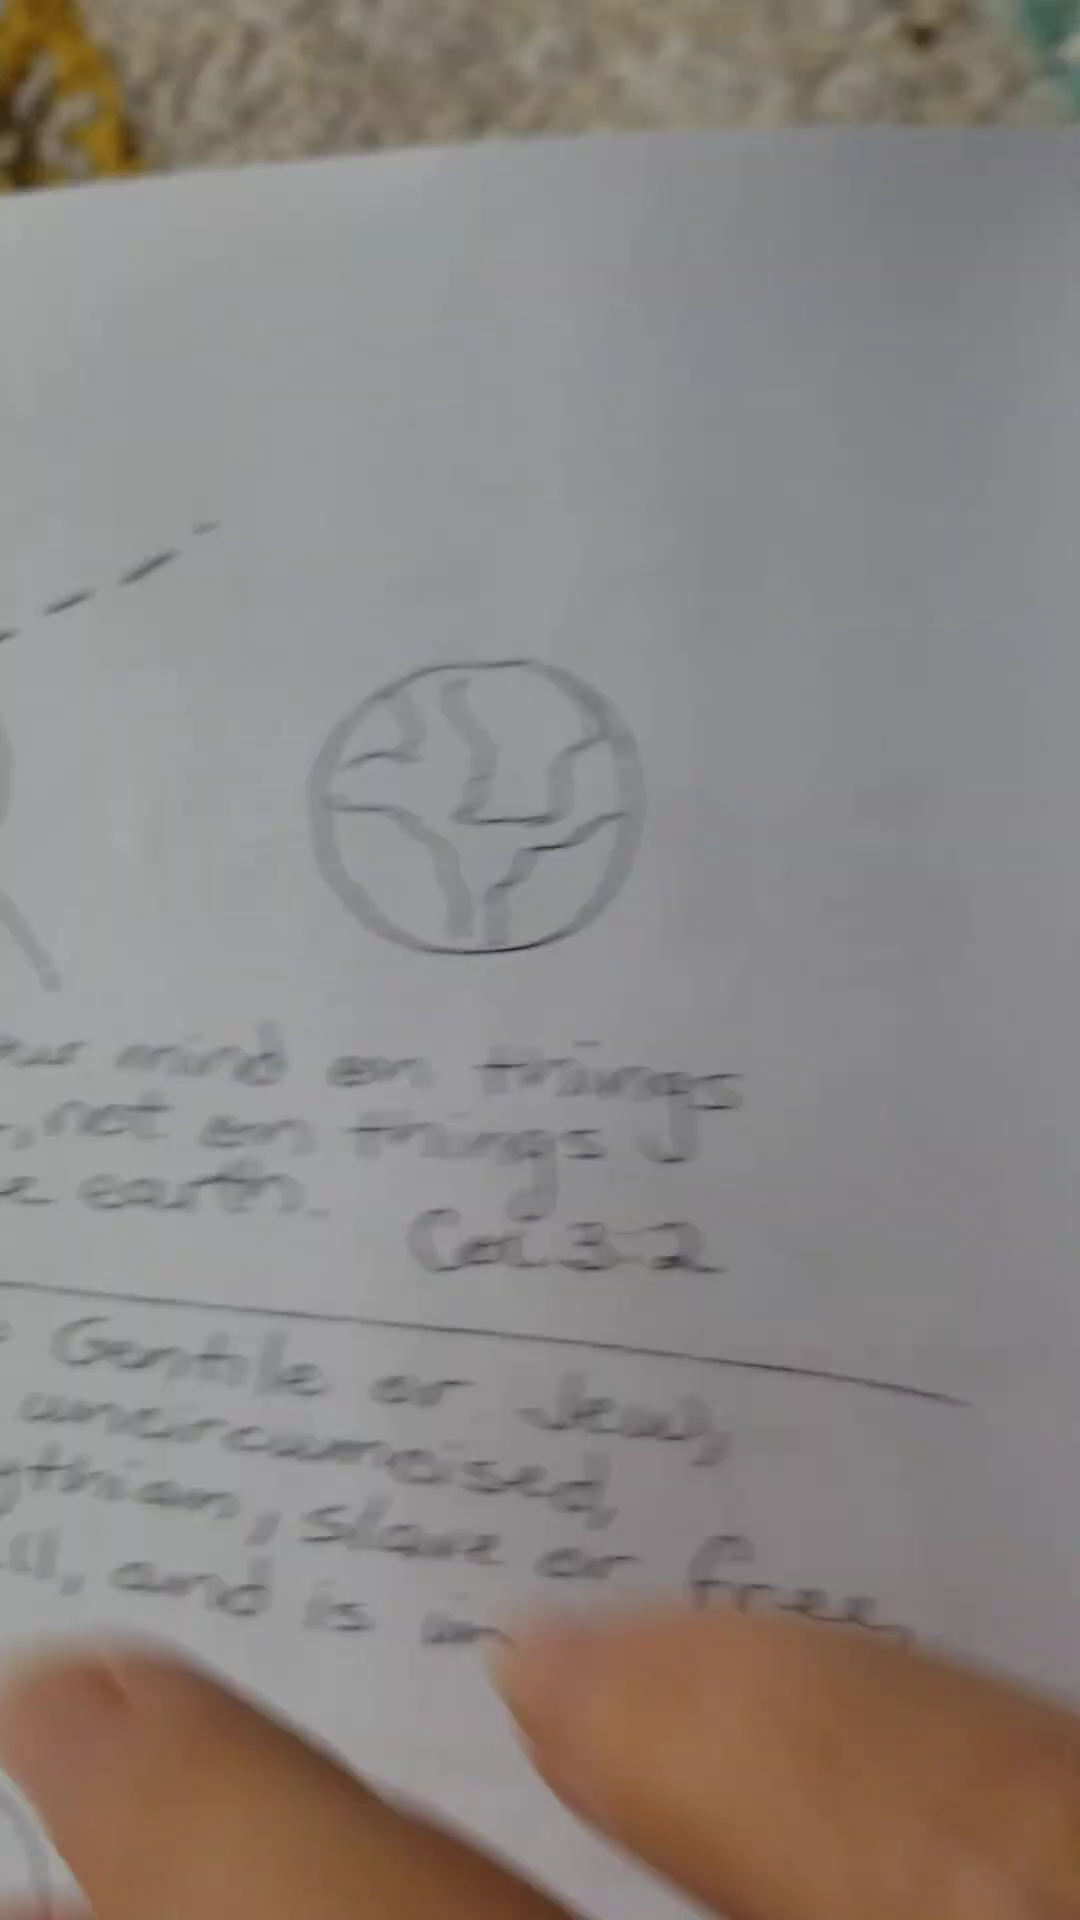 mind on things
not on things
earth.
Col. 3:2
Gentile or Jew,
uncircumcised,
slave or free,
and is in